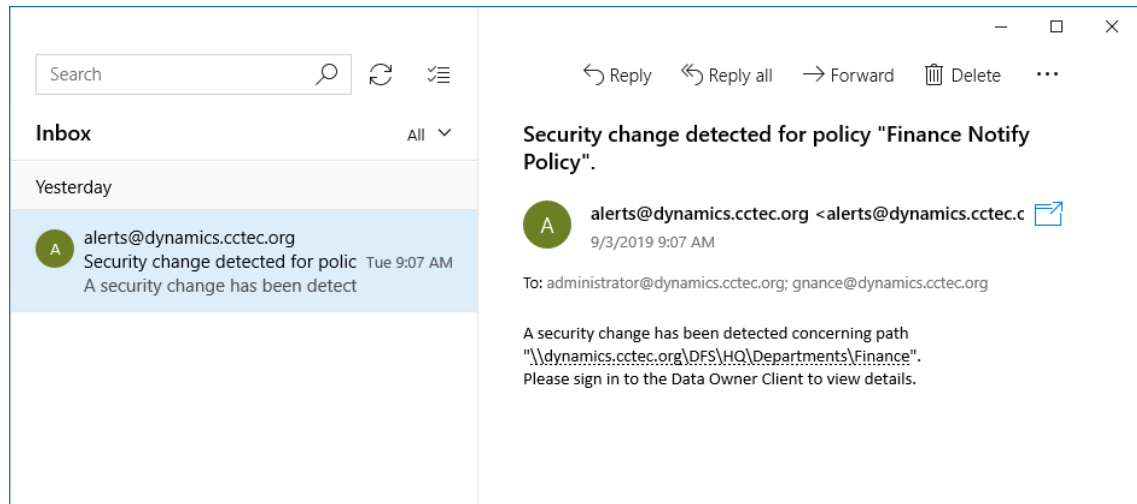 Search
Inbox
All
Yesterday
A
alerts@dynamics.cctec.org
Security change detected for polic Tue 9:07 AM
A security change has been detect
Reply Reply all Forward Delete ...
Security change detected for policy "Finance Notify
Policy".
A
alerts@dynamics.cctec.org <alerts@dynamics.cctec.c
9/3/2019 9:07 AM
To: administrator@dynamics.cctec.org; gnance@dynamics.cctec.org
A security change has been detected concerning path
"\\dynamics.cctec.org\DFS\HQ\Departments\Finance".
Please sign in to the Data Owner Client to view details.